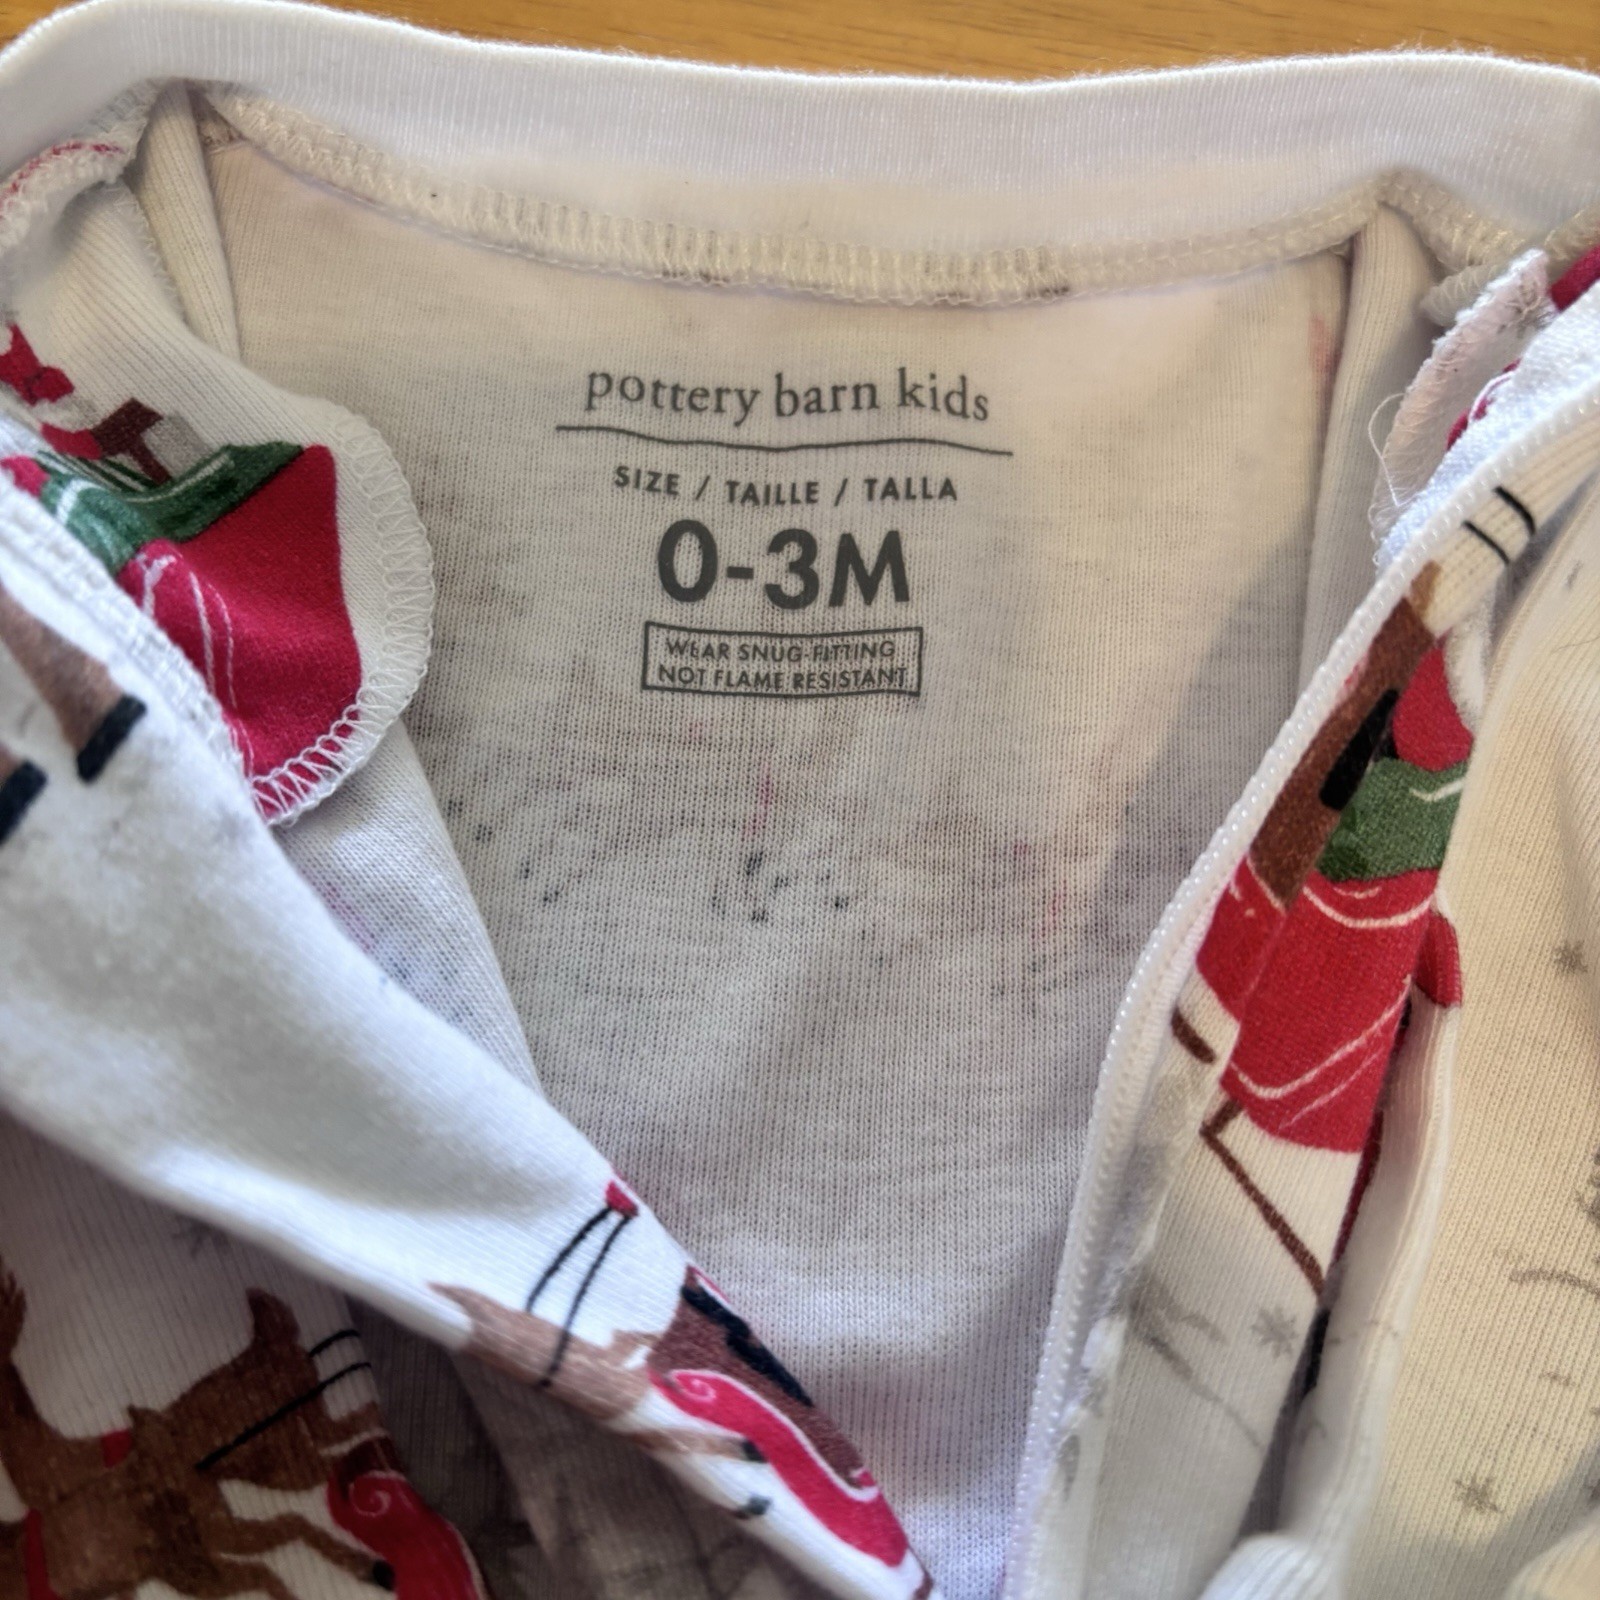 pottery barn kids
SIZE / TAILLE / TALLA
0-3M
WEAR SNUG-FITTING
NOT FLAME RESISTANT